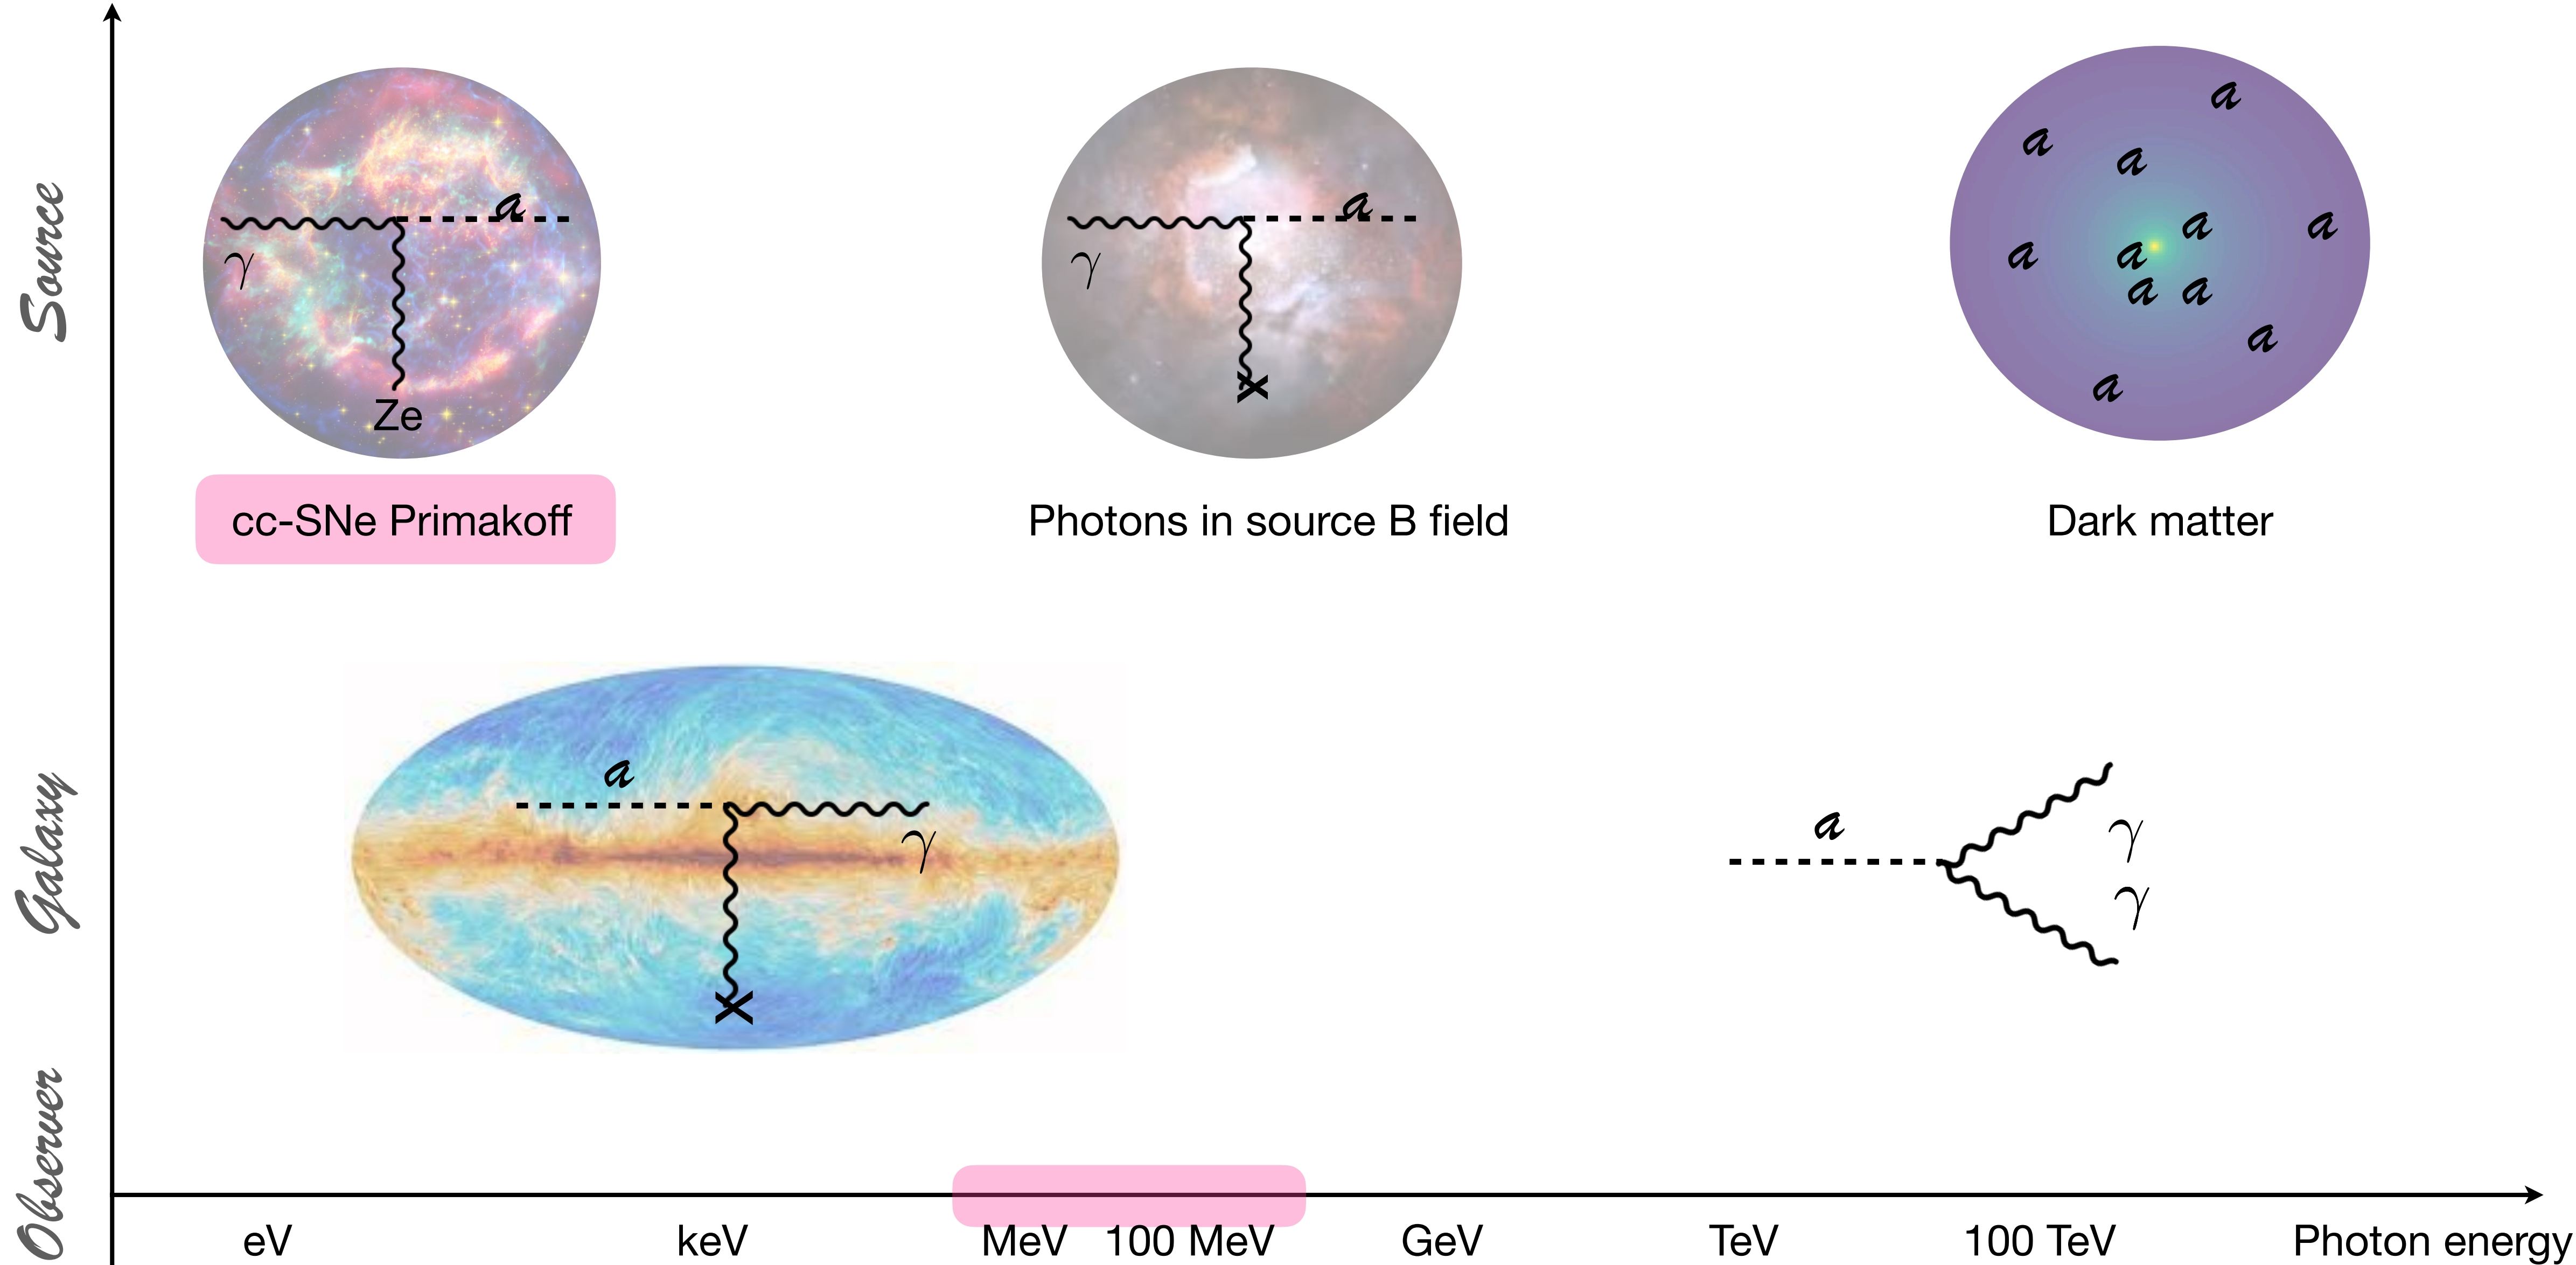 Source
a
γ
Ze
cc-SNe Primakoff
a
γ
X
Photons in source B field
a
a
a
a
a
a
a
a
a
a
a
Dark matter
Galaxy
a
γ
X
a
γ
γ
Observer
eV
keV
MeV
100 MeV
GeV
TeV
100 TeV
Photon energy